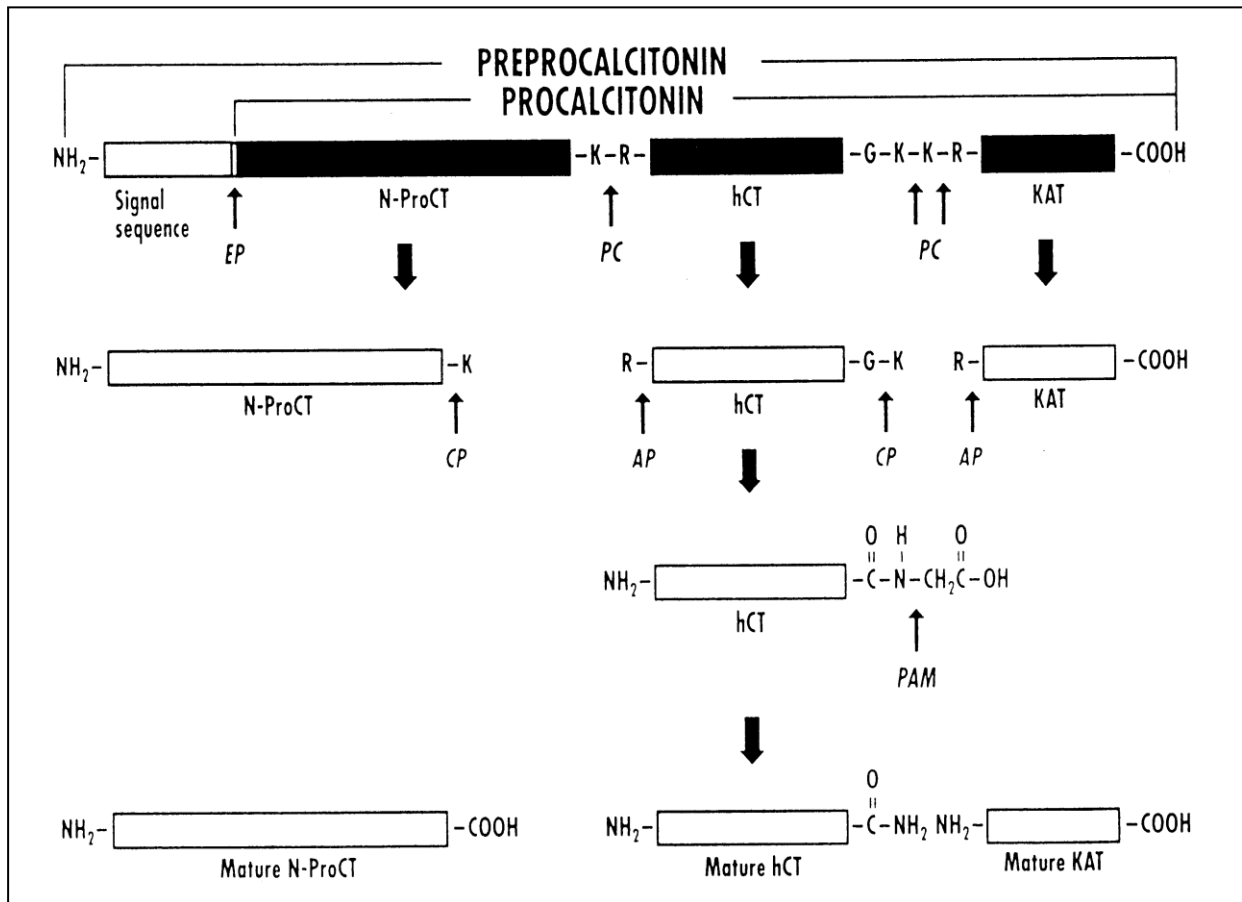 PREPROCALCITONIN
PROCALCITONIN
NH2- -K-R- -G-K-K-R- -COOH
Signal sequence N-ProCT hCT KAT
EP PC PC
NH2- -K R- -G-K R- -COOH
N-ProCT hCT KAT
CP AP CP AP
O H O
NH2- -C-N-CH2C-OH
hCT
PAM
O
NH2- -COOH NH2- -C-NH2 NH2- -COOH
Mature N-ProCT Mature hCT Mature KAT